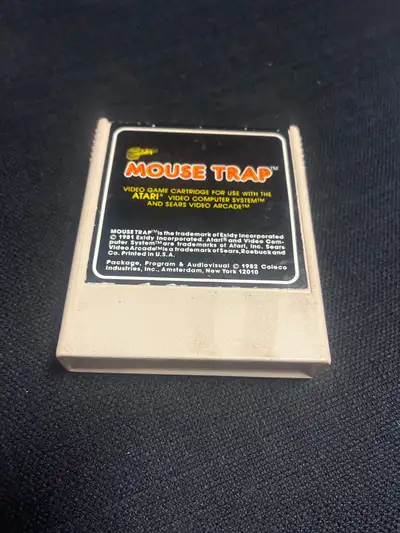 Exidy
MOUSE TRAP™
VIDEO GAME CARTRIDGE FOR USE WITH THE
ATARI® VIDEO COMPUTER SYSTEM™
AND SEARS VIDEO ARCADE™
MOUSE TRAP™ is the trademark of Exidy Incorporated
© 1981 Exidy Incorporated. Atari® and Video Com-
puter System™ are trademarks of Atari, Inc. Sears
Video Arcade™ is a trademark of Sears, Roebuck and
Co. Printed in U.S.A.
Package, Program & Audiovisual © 1982 Coleco
Industries, Inc., Amsterdam, New York 12010